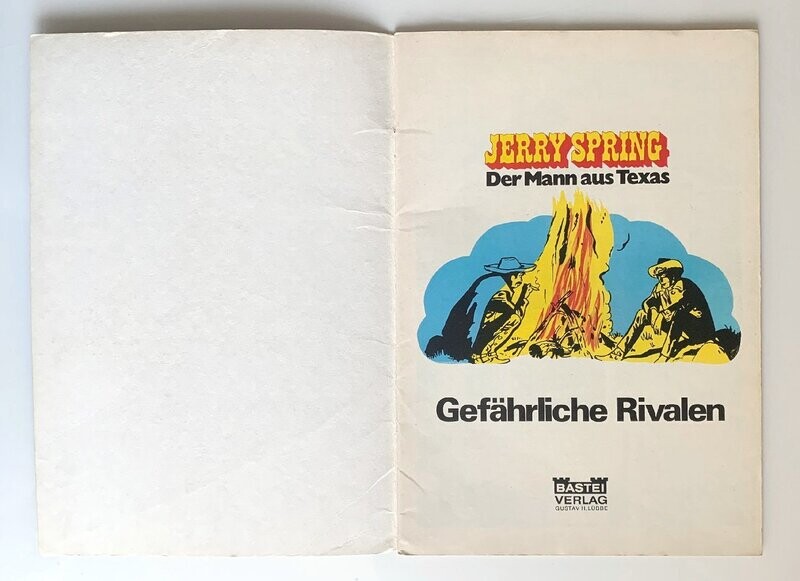 JERRY SPRING
Der Mann aus Texas
Gefährliche Rivalen
BASTEI
VERLAG
GUSTAV H. LÜBBE